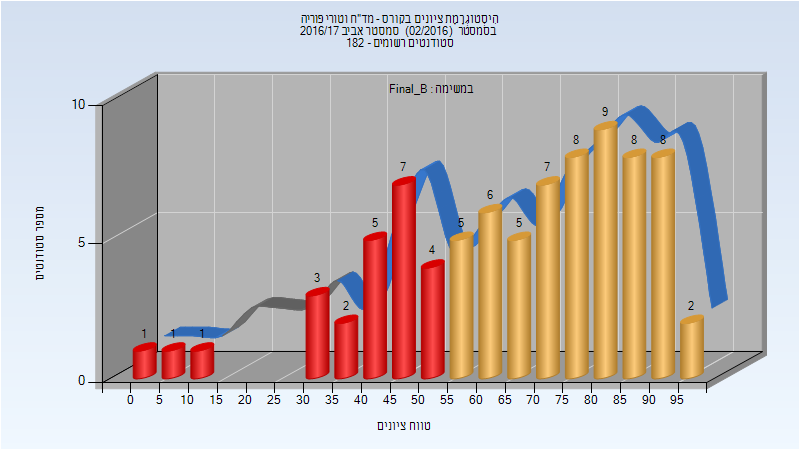 היסטוגרמת ציונים בקורס - מד"ח וטורי פוריה
בסמסטר (02/2016) סמסטר אביב 2016/17
סטודנטים רשומים - 182
במשימה : Final_B
10
5
0
מספר סטודנטים
1 1 1 3 2 5 7 4 5 6 5 7 8 9 8 8 2
0 5 10 15 20 25 30 35 40 45 50 55 60 65 70 75 80 85 90 95
טווח ציונים